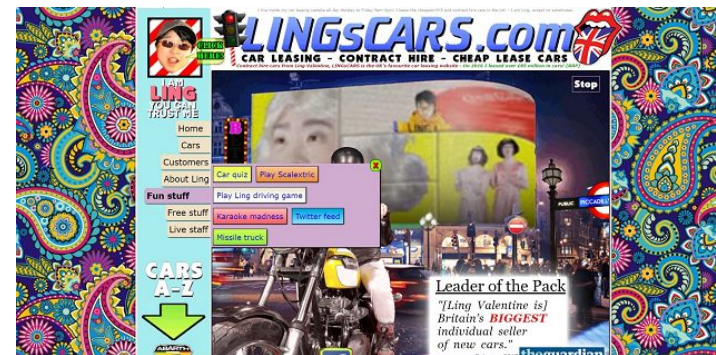 LINGsCARS.com
CLICK
HERE!
CAR LEASING - CONTRACT HIRE - CHEAP LEASE CARS
I AM
LING
YOU CAN
TRUST ME
Stop
Home
Cars
Customers
About Ling
Fun stuff
Free stuff
Live staff
X
Car quiz
Play Scalextric
Play Ling driving game
Karaoke madness
Twitter feed
Missile truck
B
PUBLIC
PICCADILLY
CARS
A-Z
ABARTH
Leader of the Pack
"[Ling Valentine is]
Britain's BIGGEST
individual seller
of new cars."
theguardian